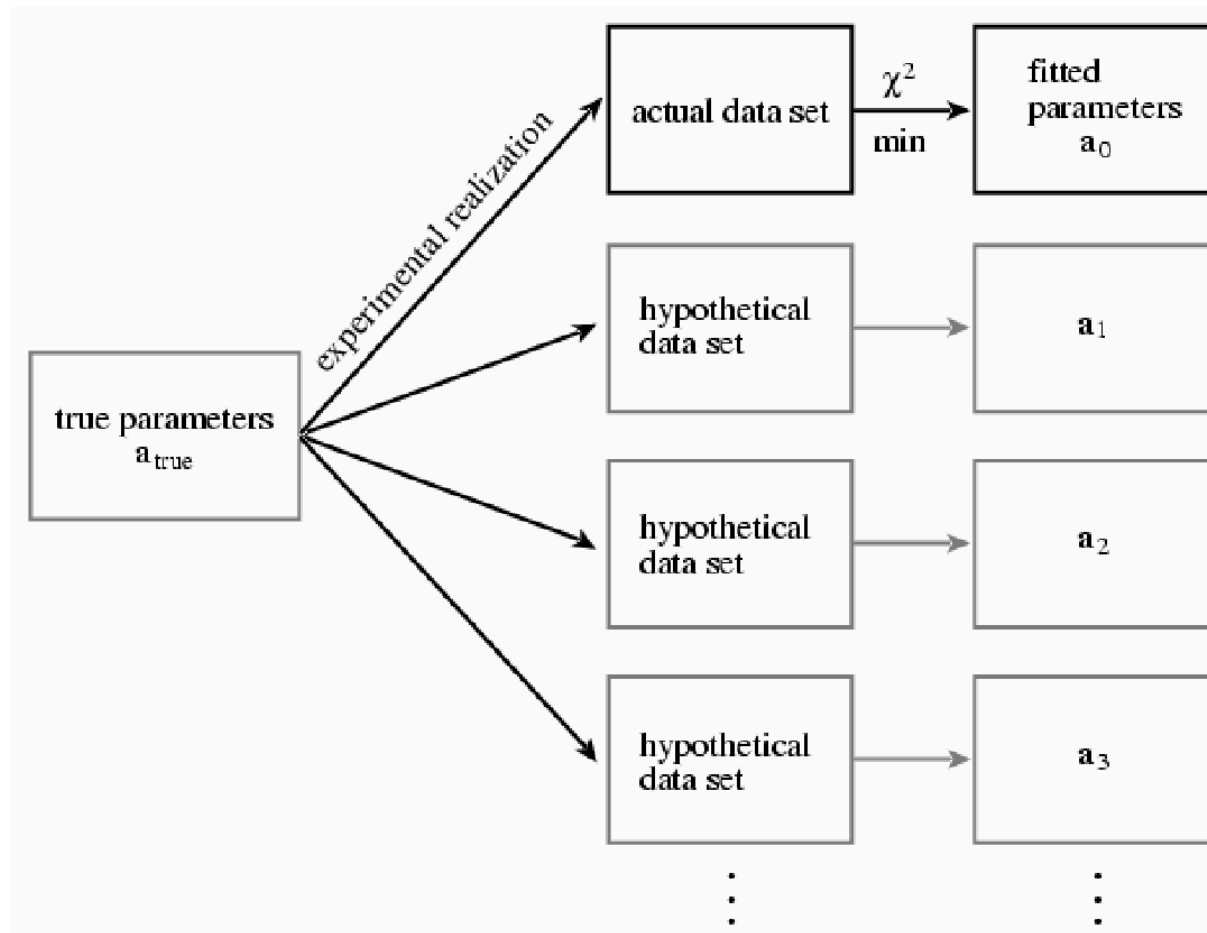 experimental realization
true parameters
a_true
actual data set
χ²
min
fitted
parameters
a₀
hypothetical
data set
a₁
hypothetical
data set
a₂
hypothetical
data set
a₃